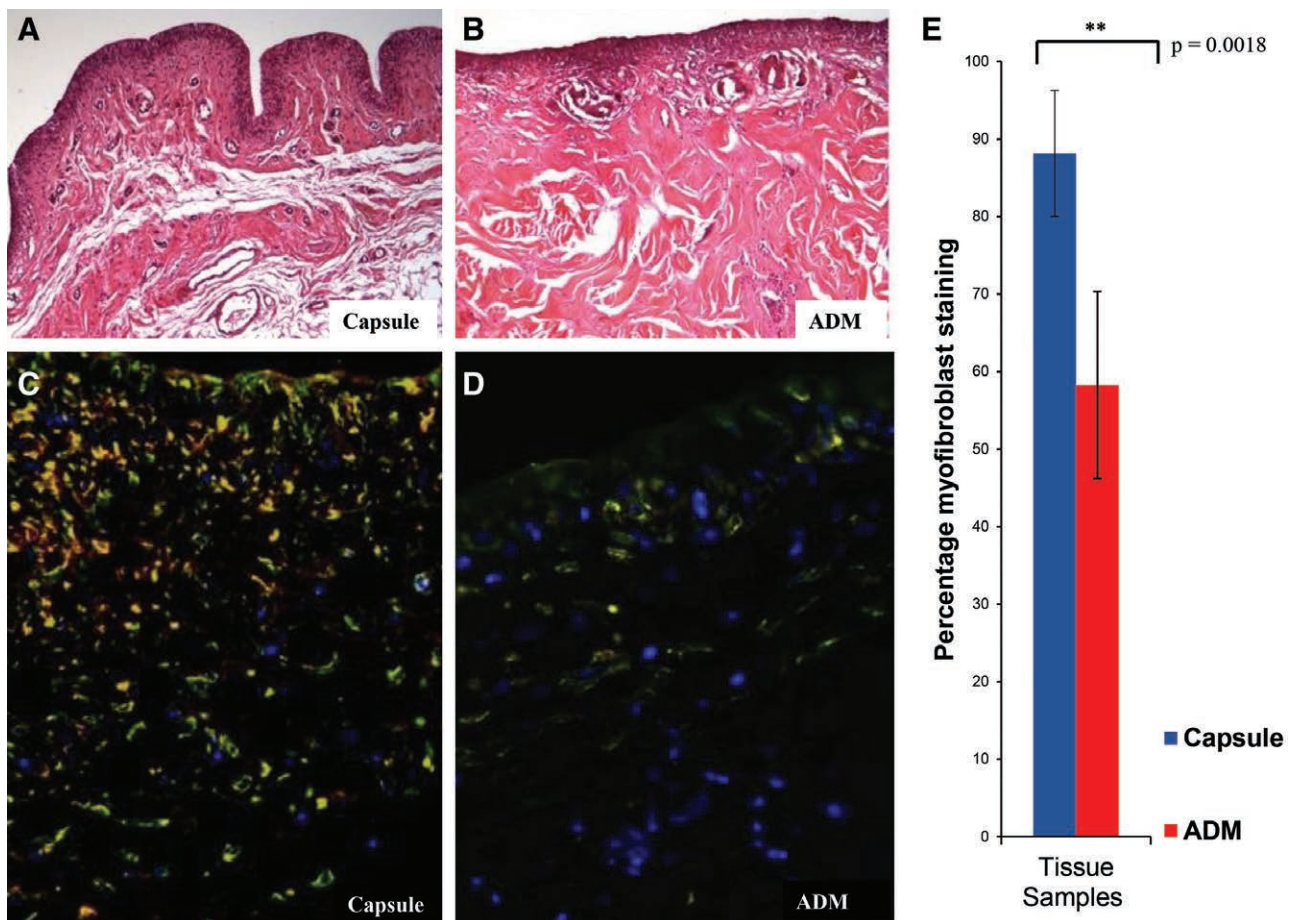 A
Capsule
B
ADM
C
Capsule
D
ADM
E
**
p = 0.0018
Percentage myofibroblast staining
100
90
80
70
60
50
40
30
20
10
0
Tissue
Samples
Capsule
ADM